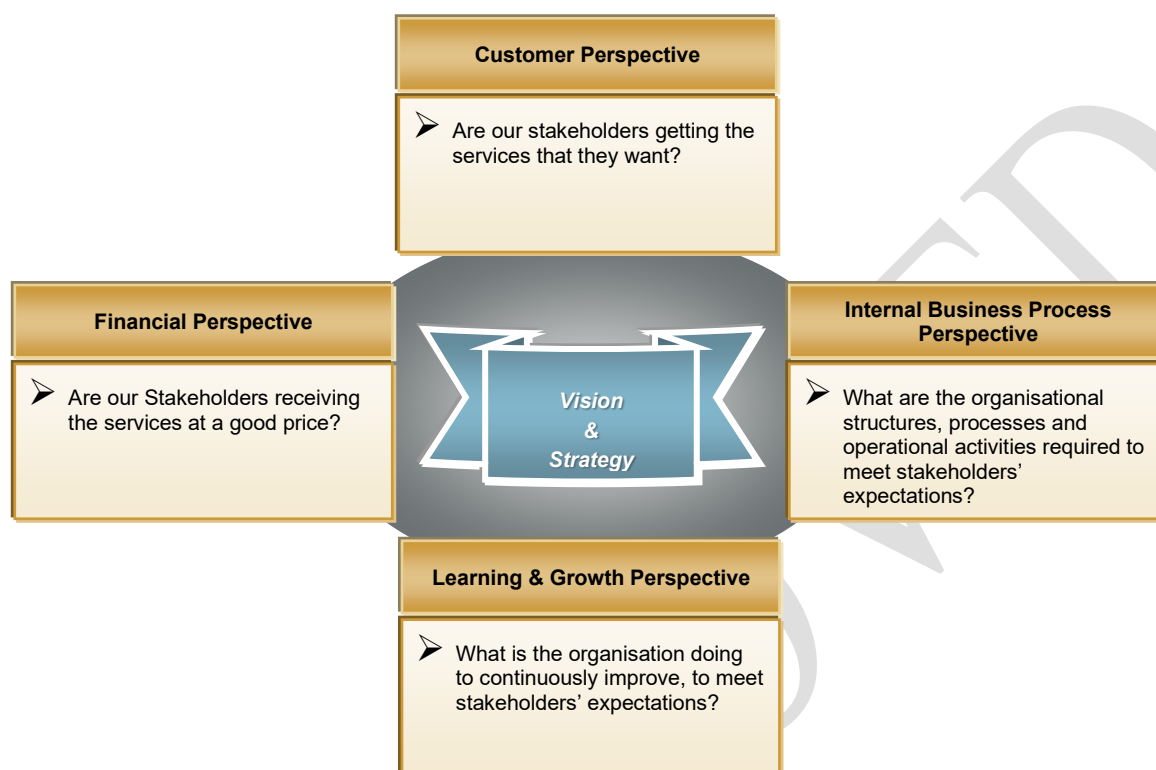 Customer Perspective
➢ Are our stakeholders getting the
services that they want?
Financial Perspective
➢ Are our Stakeholders receiving
the services at a good price?
Vision
&
Strategy
Internal Business Process
Perspective
➢ What are the organisational
structures, processes and
operational activities required to
meet stakeholders’
expectations?
Learning & Growth Perspective
➢ What is the organisation doing
to continuously improve, to meet
stakeholders’ expectations?